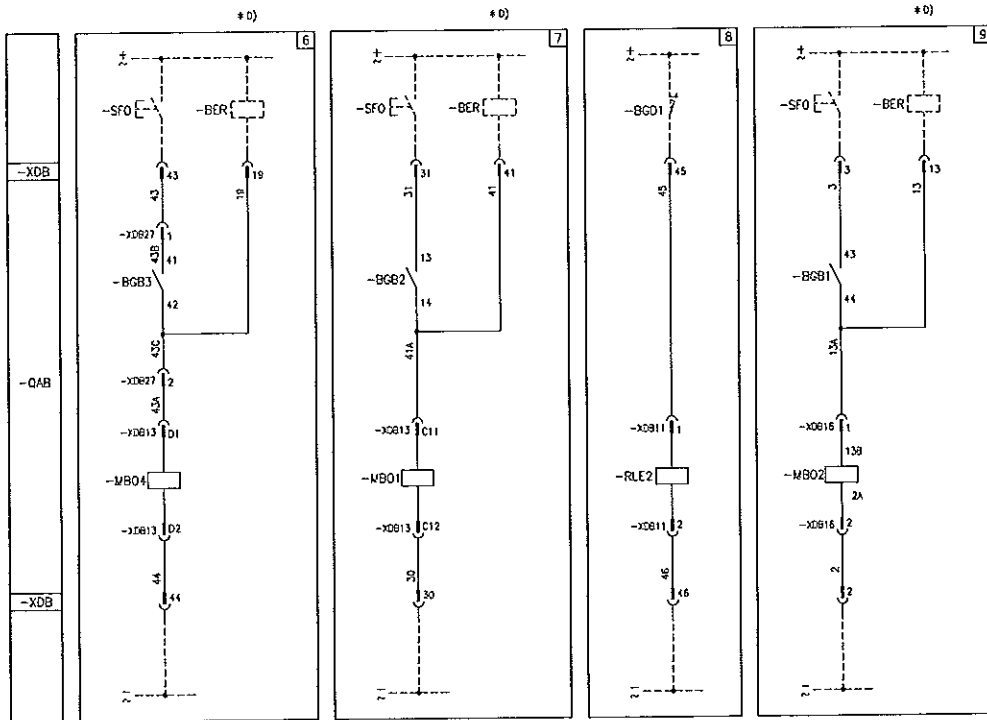 *D)
*D)
*D)
-XDB
-QAB
-XDB
6
+
~
-SFO
-BER
43
19
43
19
-XDB27
1
43B
41
-BGB3
42
43C
-XDB27
2
43A
-XDB13
D1
-MBO4
-XDB13
D2
44
44
~
7
+
~
-SFO
-BER
31
41
31
41
13
-BGB2
14
41A
-XDB13
C11
-MBO1
-XDB13
C12
30
30
~
8
+
~
-BGD1
45
45
-XDB11
1
-RLE2
-XDB11
2
46
46
~
9
+
~
-SFO
-BER
3
13
3
13
43
-BGB1
44
13A
-XDB16
1
13B
-MBO2
2A
-XDB16
2
2
2
~